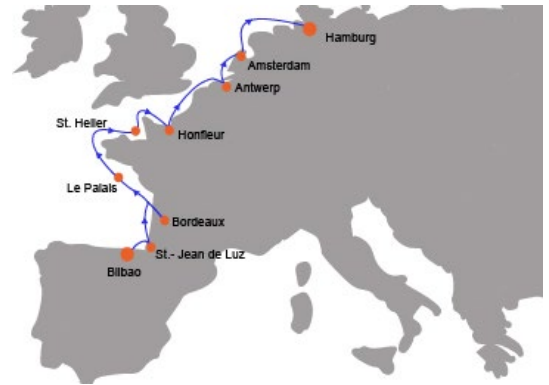 Hamburg
Amsterdam
Antwerp
St. Helier
Honfleur
Le Palais
Bordeaux
St.- Jean de Luz
Bilbao